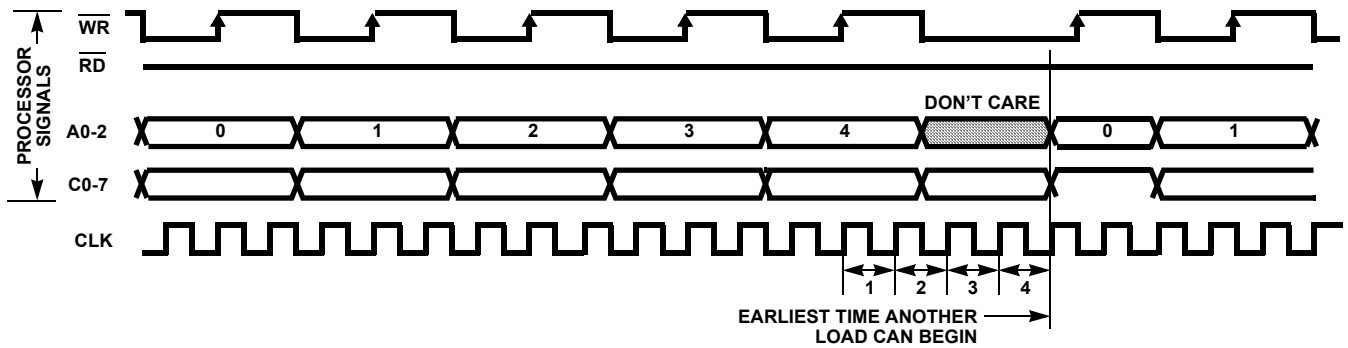 PROCESSOR
SIGNALS
WR
RD
DON'T CARE
A0-2
0 1 2 3 4 0 1
C0-7
CLK
1 2 3 4
EARLIEST TIME ANOTHER
LOAD CAN BEGIN